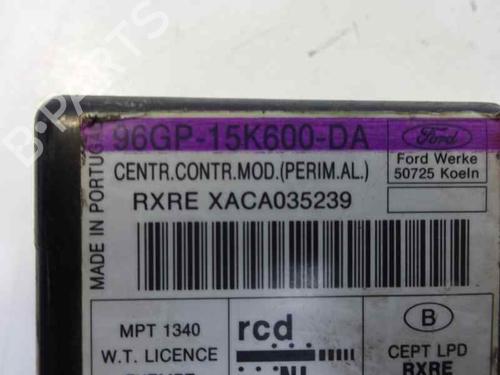 B-PARTS
96GP-15K600-DA
Ford
Ford Werke
50725 Koeln
CENTR.CONTR.MOD.(PERIM.AL.)
RXRE XACA035239
MADE IN PORTUGAL
MPT 1340
W.T. LICENCE
rcd
B
CEPT LPD
RXRE